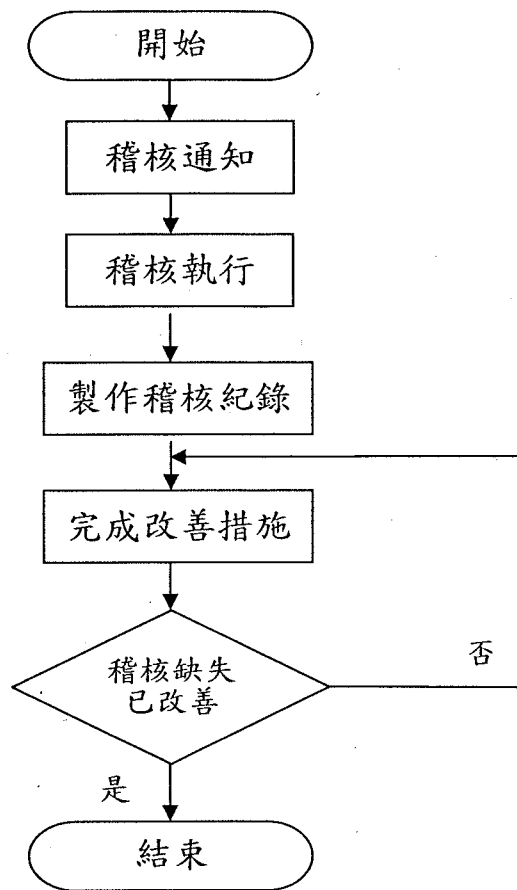 開始
稽核通知
稽核執行
製作稽核紀錄
完成改善措施
稽核缺失
已改善
否
是
結束